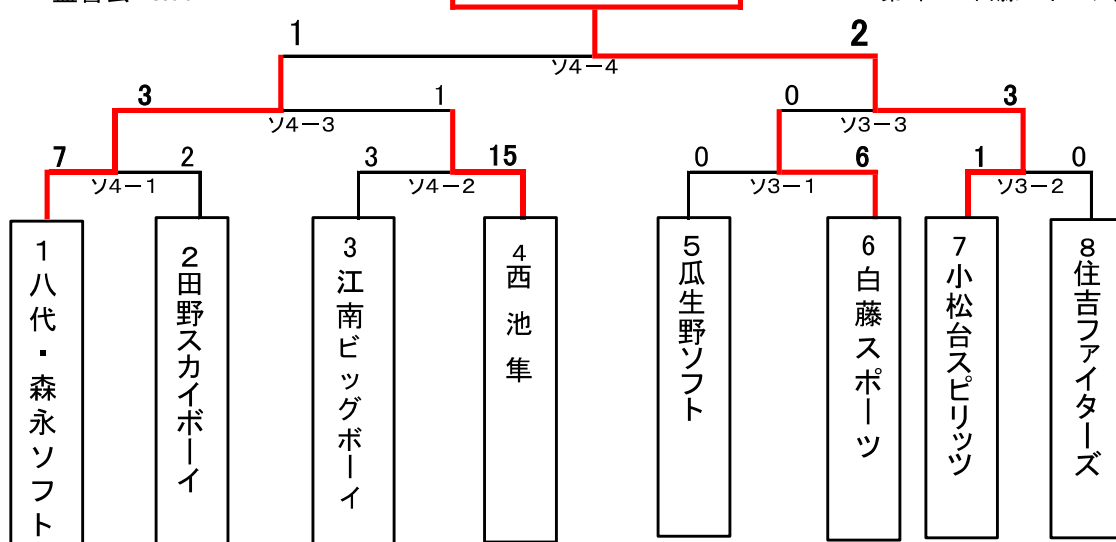 1
2
ソ4－4
3
1
0
3
ソ4－3
ソ3－3
7
2
3
15
0
6
1
0
ソ4－1
ソ4－2
ソ3－1
ソ3－2
1八代・森永ソフト
2田野スカイボーイ
3江南ビッグボーイ
4西池隼
5瓜生野ソフト
6白藤スポーツ
7小松台スピリッツ
8住吉ファイターズ